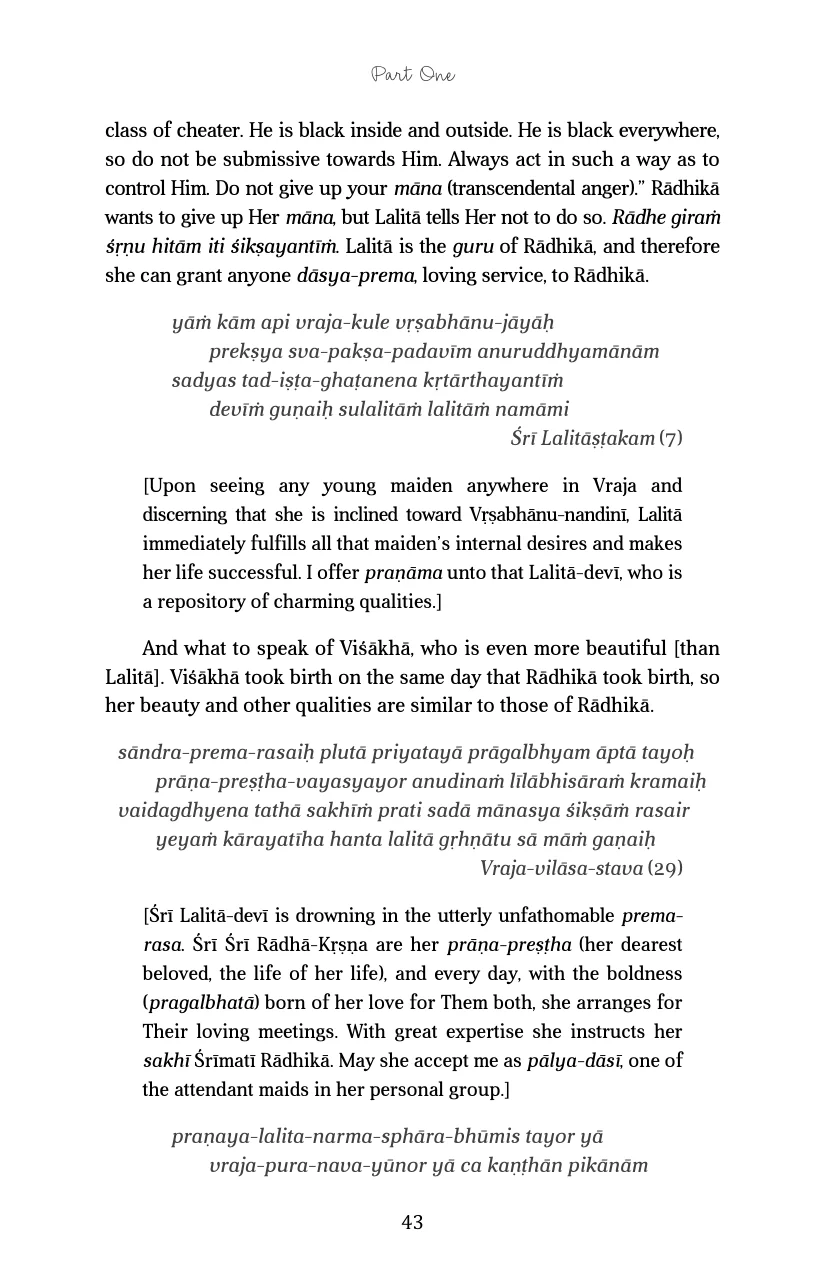 Part One
class of cheater. He is black inside and outside. He is black everywhere,
so do not be submissive towards Him. Always act in such a way as to
control Him. Do not give up your māna (transcendental anger).” Rādhikā
wants to give up Her māna, but Lalitā tells Her not to do so. Rādhe giraṁ
śṛṇu hitām iti śikṣayantīṁ. Lalitā is the guru of Rādhikā, and therefore
she can grant anyone dāsya-prema, loving service, to Rādhikā.
yāṁ kām api vraja-kule vṛṣabhānu-jāyāḥ
prekṣya sva-pakṣa-padavīm anuruddhyamānām
sadyas tad-iṣṭa-ghaṭanena kṛtārthayantīṁ
devīṁ guṇaiḥ sulalitāṁ lalitāṁ namāmi
Śrī Lalitāṣṭakam (7)
[Upon seeing any young maiden anywhere in Vraja and
discerning that she is inclined toward Vṛṣabhānu-nandinī, Lalitā
immediately fulfills all that maiden’s internal desires and makes
her life successful. I offer praṇāma unto that Lalitā-devī, who is
a repository of charming qualities.]
And what to speak of Viśākhā, who is even more beautiful [than
Lalitā]. Viśākhā took birth on the same day that Rādhikā took birth, so
her beauty and other qualities are similar to those of Rādhikā.
sāndra-prema-rasaiḥ plutā priyatayā prāgalbhyam āptā tayoḥ
prāṇa-preṣṭha-vayasyayor anudinaṁ līlābhisāraṁ kramaiḥ
vaidagdhyena tathā sakhīṁ prati sadā mānasya śikṣāṁ rasair
yeyaṁ kārayatīha hanta lalitā gṛhṇātu sā māṁ gaṇaiḥ
Vraja-vilāsa-stava (29)
[Śrī Lalitā-devī is drowning in the utterly unfathomable prema-
rasa. Śrī Śrī Rādhā-Kṛṣṇa are her prāṇa-preṣṭha (her dearest
beloved, the life of her life), and every day, with the boldness
(pragalbhatā) born of her love for Them both, she arranges for
Their loving meetings. With great expertise she instructs her
sakhī Śrīmatī Rādhikā. May she accept me as pālya-dāsī, one of
the attendant maids in her personal group.]
praṇaya-lalita-narma-sphāra-bhūmis tayor yā
vraja-pura-nava-yūnor yā ca kaṇṭhān pikānām
43